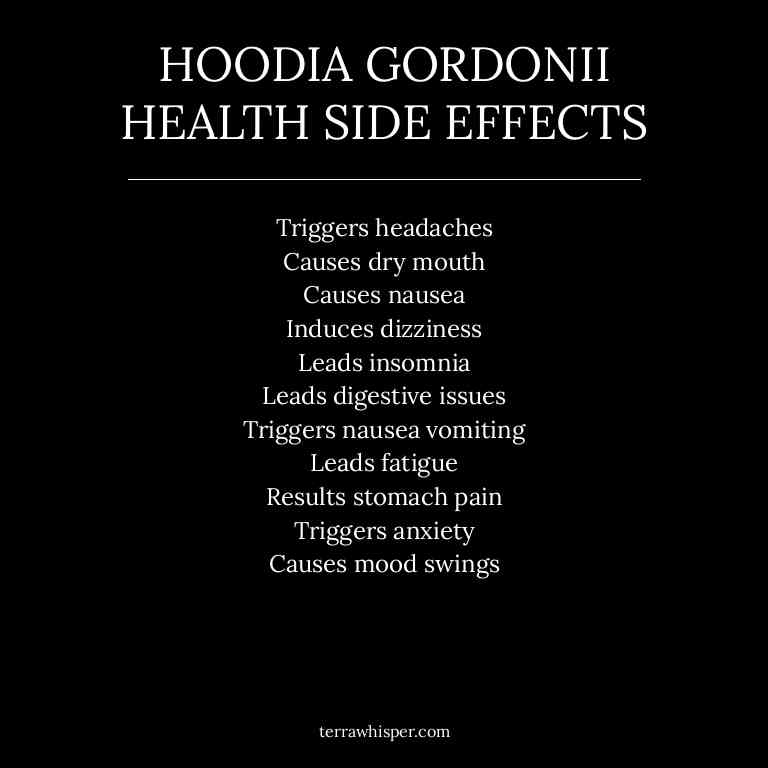 HOODIA GORDONII
HEALTH SIDE EFFECTS
Triggers headaches
Causes dry mouth
Causes nausea
Induces dizziness
Leads insomnia
Leads digestive issues
Triggers nausea vomiting
Leads fatigue
Results stomach pain
Triggers anxiety
Causes mood swings
terrawhisper.com